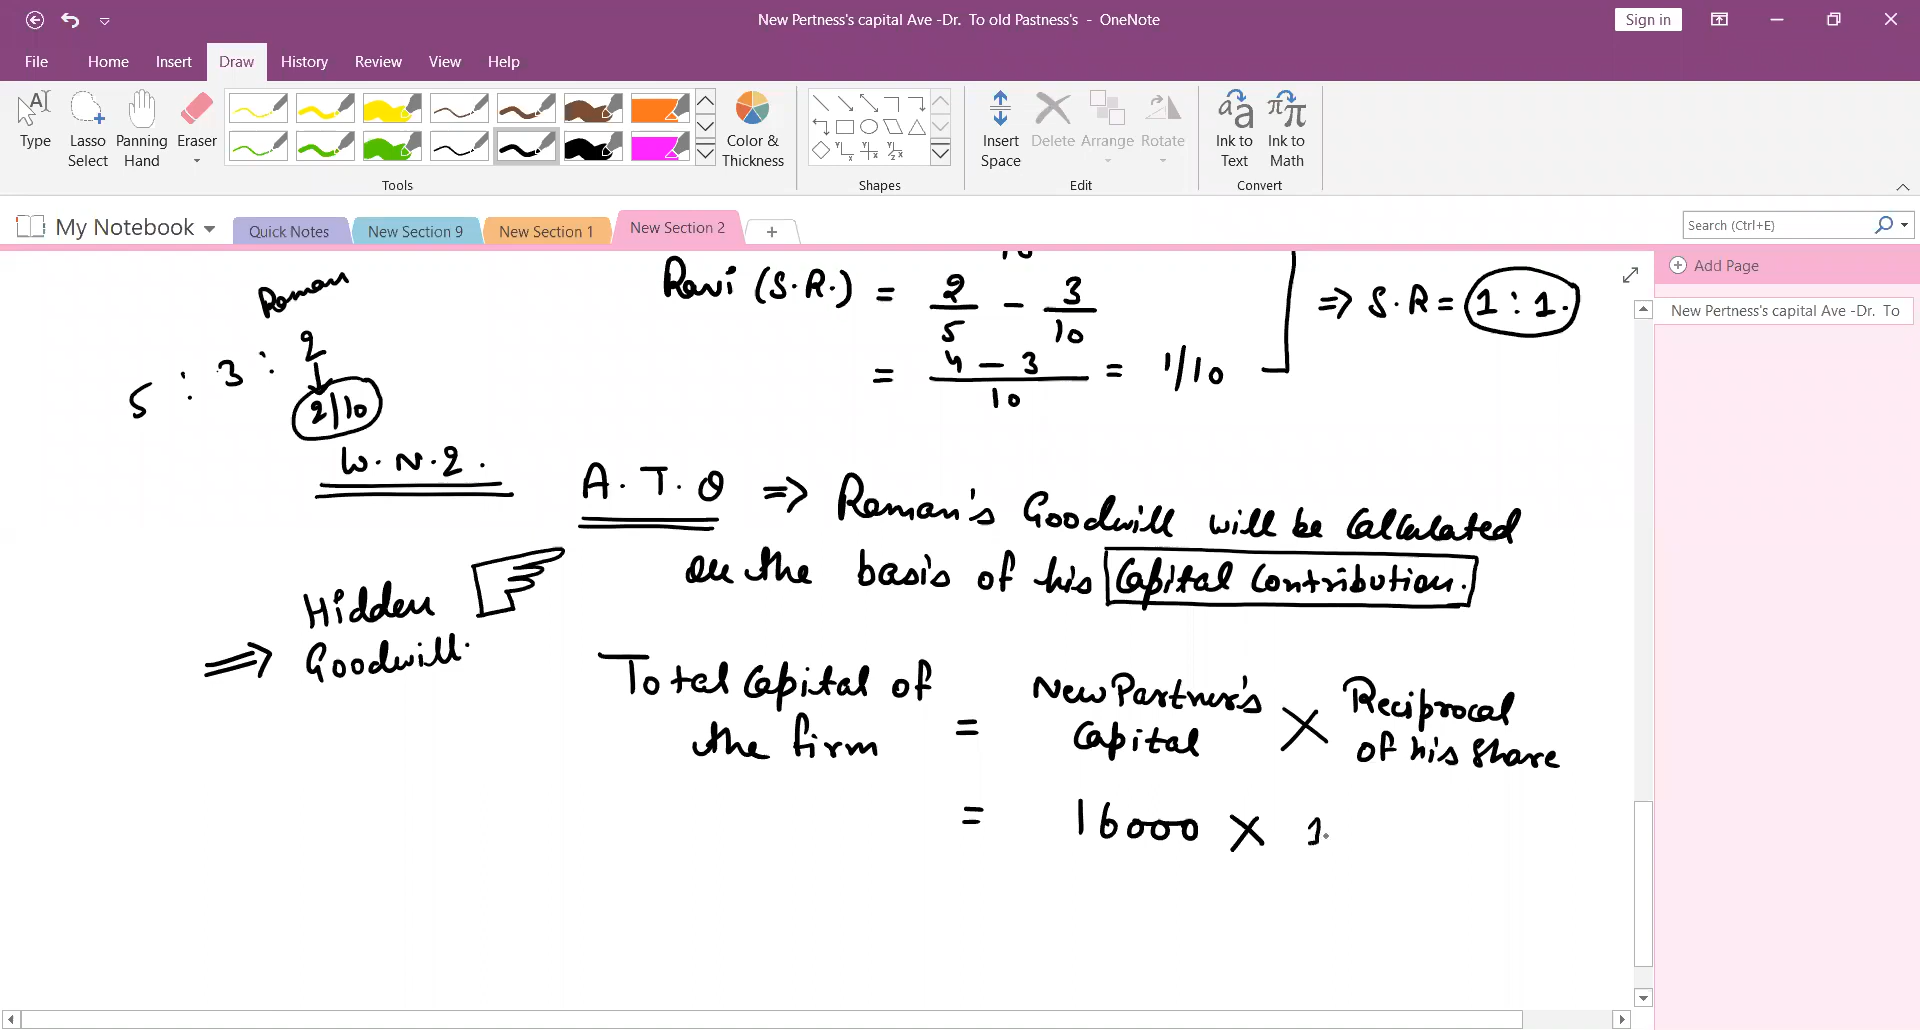 New Pertness's capital Ave -Dr. To old Pastness's - OneNote
Sign in
File Home Insert Draw History Review View Help
Type
Lasso Select
Panning Hand
Eraser
Color & Thickness
Insert Space
Delete
Arrange
Rotate
Ink to Text
Ink to Math
Tools
Shapes
Edit
Convert
My Notebook
Quick Notes
New Section 9
New Section 1
New Section 2
Search (Ctrl+E)
Add Page
New Pertness's capital Ave -Dr. To
10
Ravi (S.R.) = 2/5 - 3/10
= 4 - 3/10 = 1/10
=> S.R = 1 : 1.
Raman
5 : 3 : 2
2/10
W.N.2.
A.T.Q => Raman's Goodwill will be Calculated
on the basis of his Capital Contribution.
=> Hidden
Goodwill.
Total Capital of
the firm
= New Partner's
Capital
× Reciprocal
of his Share
= 16000 × 1